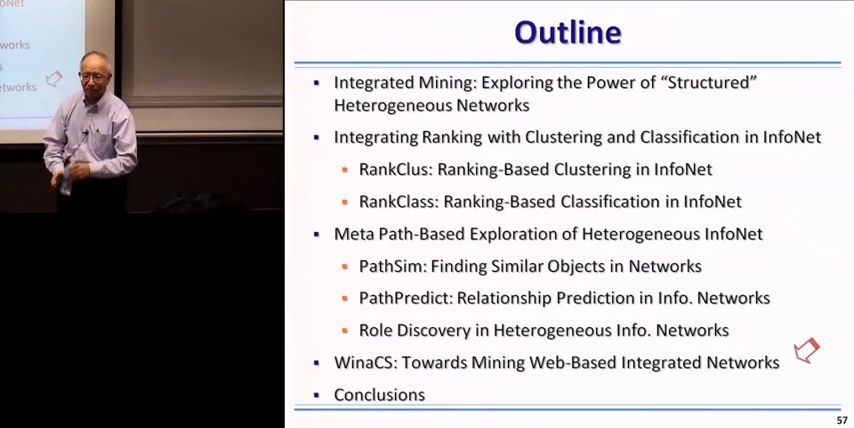 oNet
works
s
etworks
Outline
Integrated Mining: Exploring the Power of “Structured”
Heterogeneous Networks
Integrating Ranking with Clustering and Classification in InfoNet
RankClus: Ranking-Based Clustering in InfoNet
RankClass: Ranking-Based Classification in InfoNet
Meta Path-Based Exploration of Heterogeneous InfoNet
PathSim: Finding Similar Objects in Networks
PathPredict: Relationship Prediction in Info. Networks
Role Discovery in Heterogeneous Info. Networks
WinaCS: Towards Mining Web-Based Integrated Networks
Conclusions
57